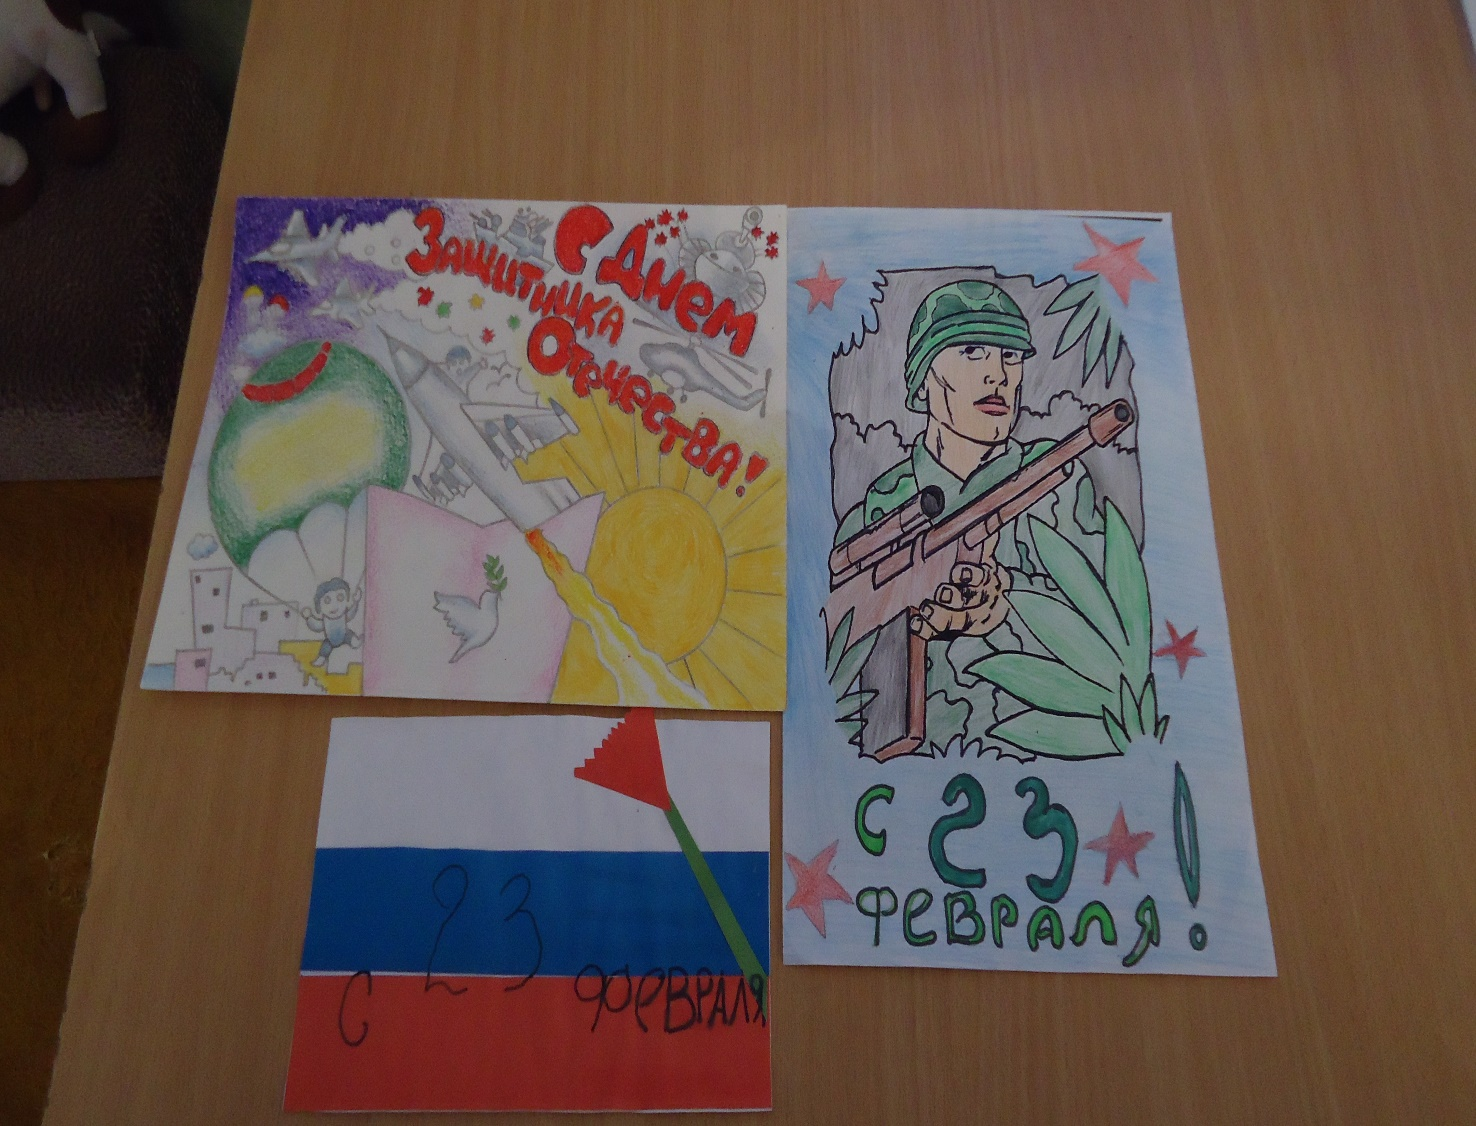 С Днем
Защитника
Отечества!
С 23
февраля!
С 23 февраля